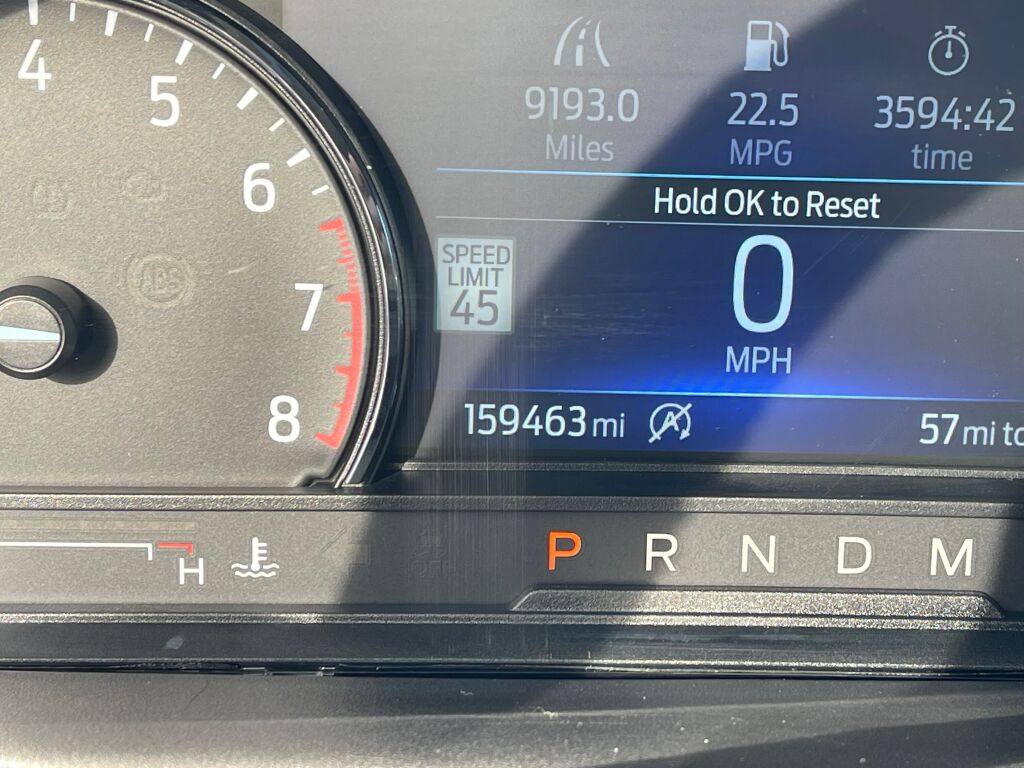 4
5
6
7
8
ABS
9193.0
Miles
22.5
MPG
3594:42
time
Hold OK to Reset
SPEED
LIMIT
45
0
MPH
159463 mi
A
57 mi to
H
P R N D M